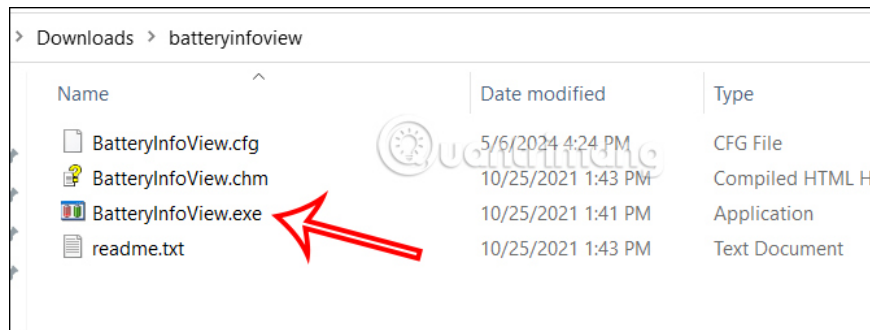 Downloads > batteryinfoview
Name Date modified Type
BatteryInfoView.cfg 5/6/2024 4:24 PM CFG File
BatteryInfoView.chm 10/25/2021 1:43 PM Compiled HTML H
BatteryInfoView.exe 10/25/2021 1:41 PM Application
readme.txt 10/25/2021 1:43 PM Text Document
Quantrimang